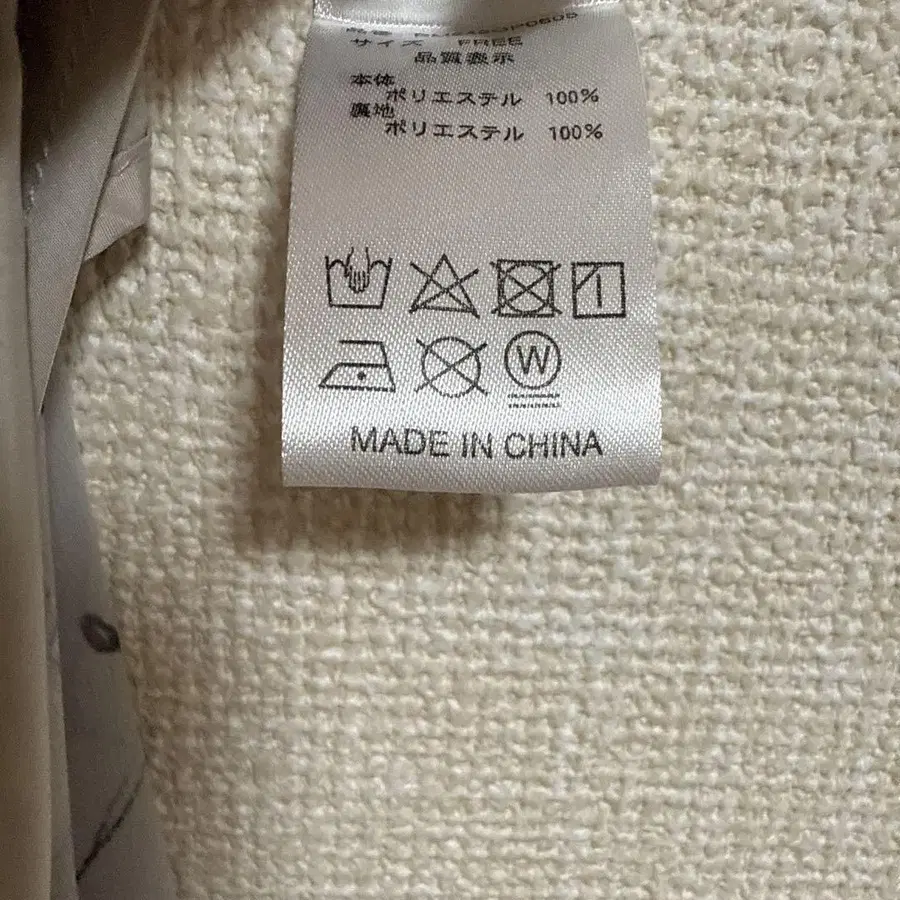 サイズ FREE
品質表示
本体
ポリエステル 100%
裏地
ポリエステル 100%
W
MADE IN CHINA